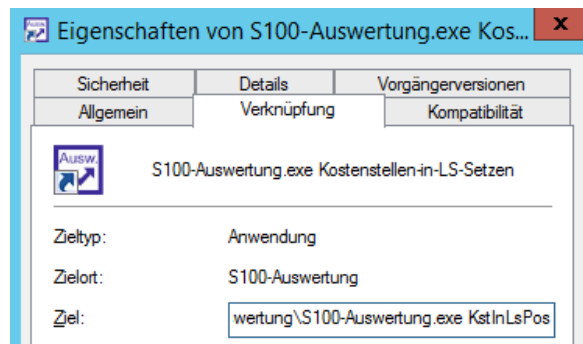 Eigenschaften von S100-Auswertung.exe Kos... x
Sicherheit Details Vorgängerversionen
Allgemein Verknüpfung Kompatibilität
Ausw.
S100-Auswertung.exe Kostenstellen-in-LS-Setzen
Zieltyp: Anwendung
Zielort: S100-Auswertung
Ziel: wertung\S100-Auswertung.exe KstInLsPos